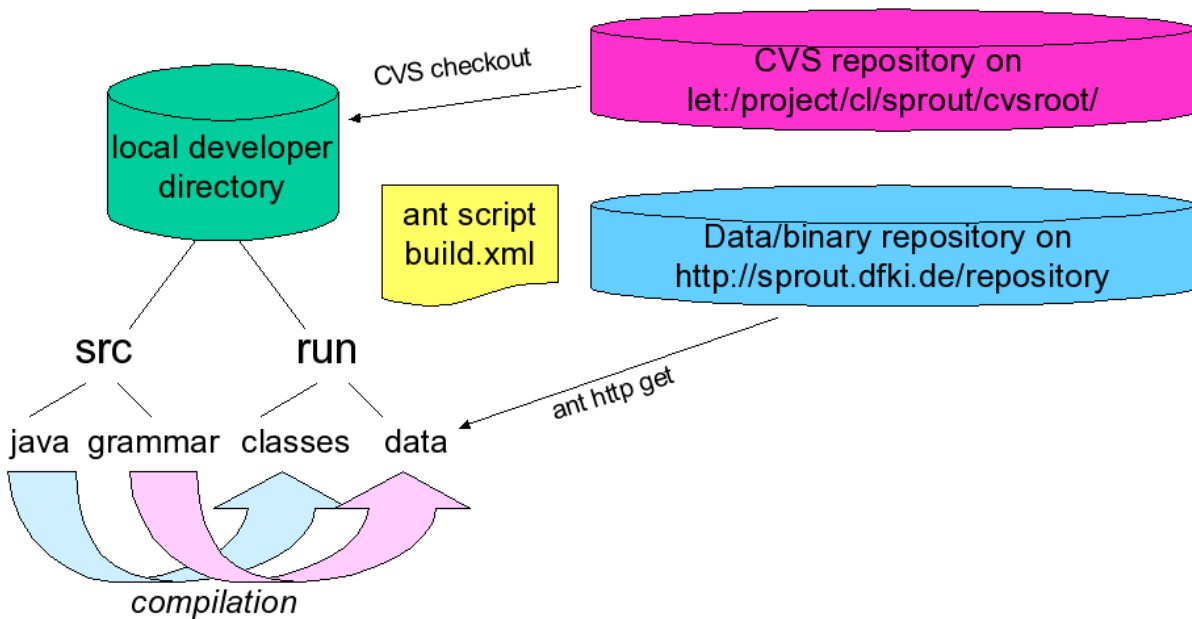 CVS checkout
CVS repository on
let:/project/cl/sprout/cvsroot/
local developer
directory
ant script
build.xml
Data/binary repository on
http://sprout.dfki.de/repository
src run
ant http get
java grammar classes data
compilation